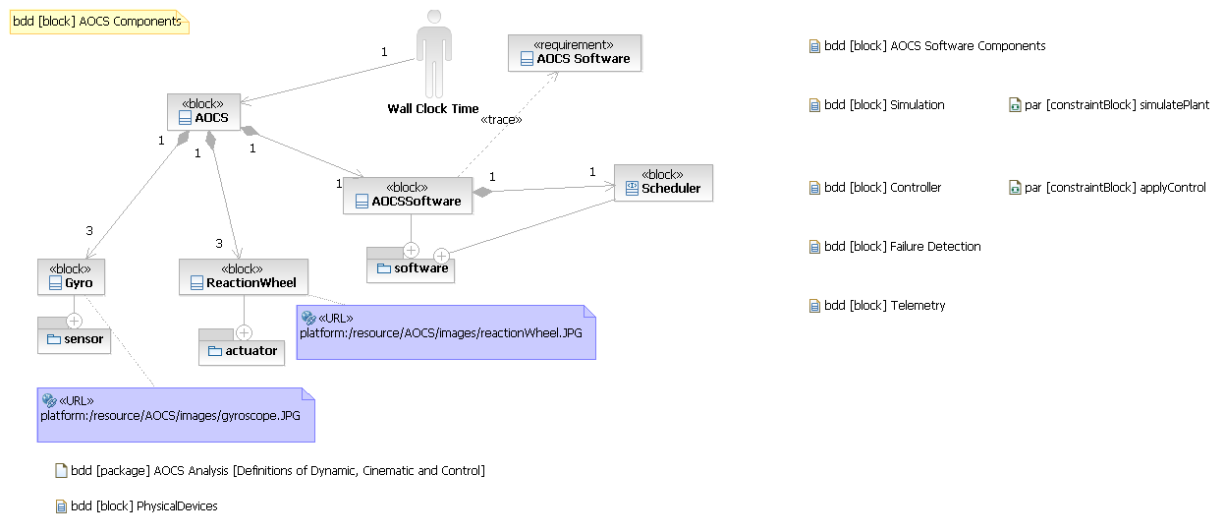 bdd [block] AOCS Components
1
Wall Clock Time
«requirement»
AOCS Software
«trace»
«block»
AOCS
1
1
1
1
«block»
AOCSSoftware
1
1
«block»
Scheduler
software
3
3
«block»
Gyro
sensor
«block»
ReactionWheel
actuator
«URL»
platform:/resource/AOCS/images/reactionWheel.JPG
«URL»
platform:/resource/AOCS/images/gyroscope.JPG
bdd [package] AOCS Analysis [Definitions of Dynamic, Cinematic and Control]
bdd [block] PhysicalDevices
bdd [block] AOCS Software Components
bdd [block] Simulation
par [constraintBlock] simulatePlant
bdd [block] Controller
par [constraintBlock] applyControl
bdd [block] Failure Detection
bdd [block] Telemetry